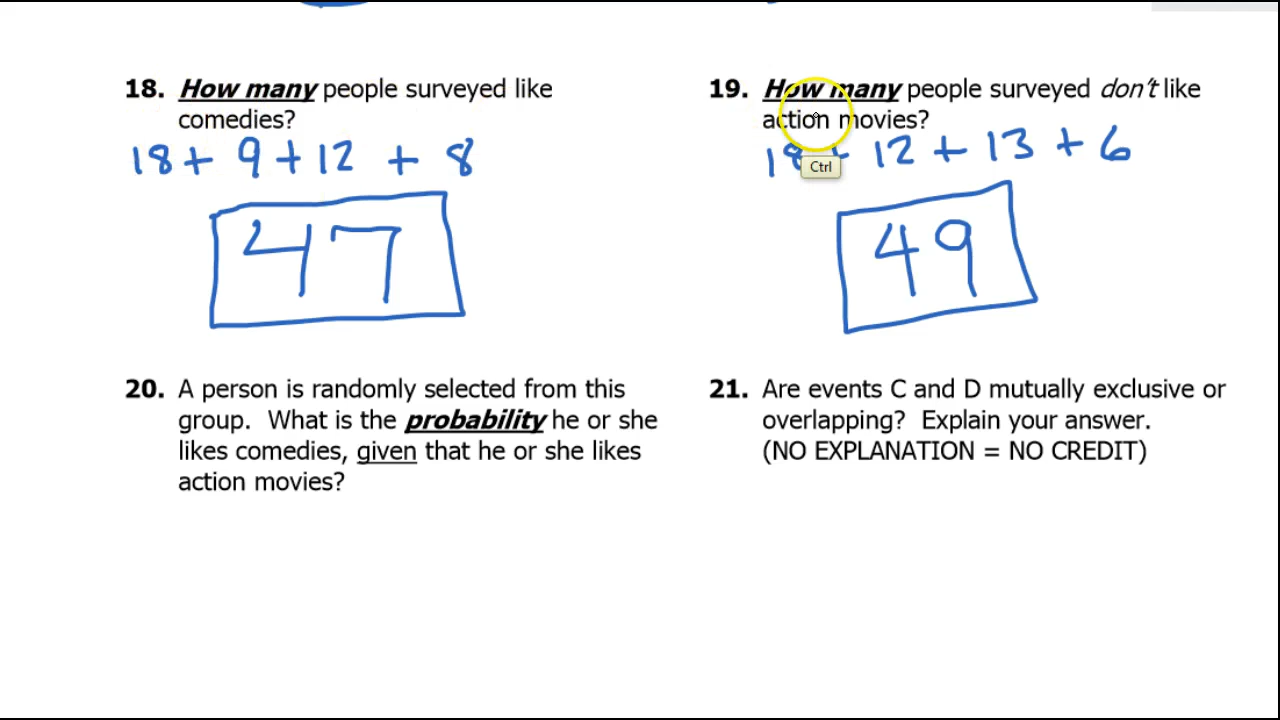 18. How many people surveyed like
comedies?
18 + 9 + 12 + 8
47
19. How many people surveyed don't like
action movies?
18 + 12 + 13 + 6
Ctrl
49
20. A person is randomly selected from this
group. What is the probability he or she
likes comedies, given that he or she likes
action movies?
21. Are events C and D mutually exclusive or
overlapping? Explain your answer.
(NO EXPLANATION = NO CREDIT)